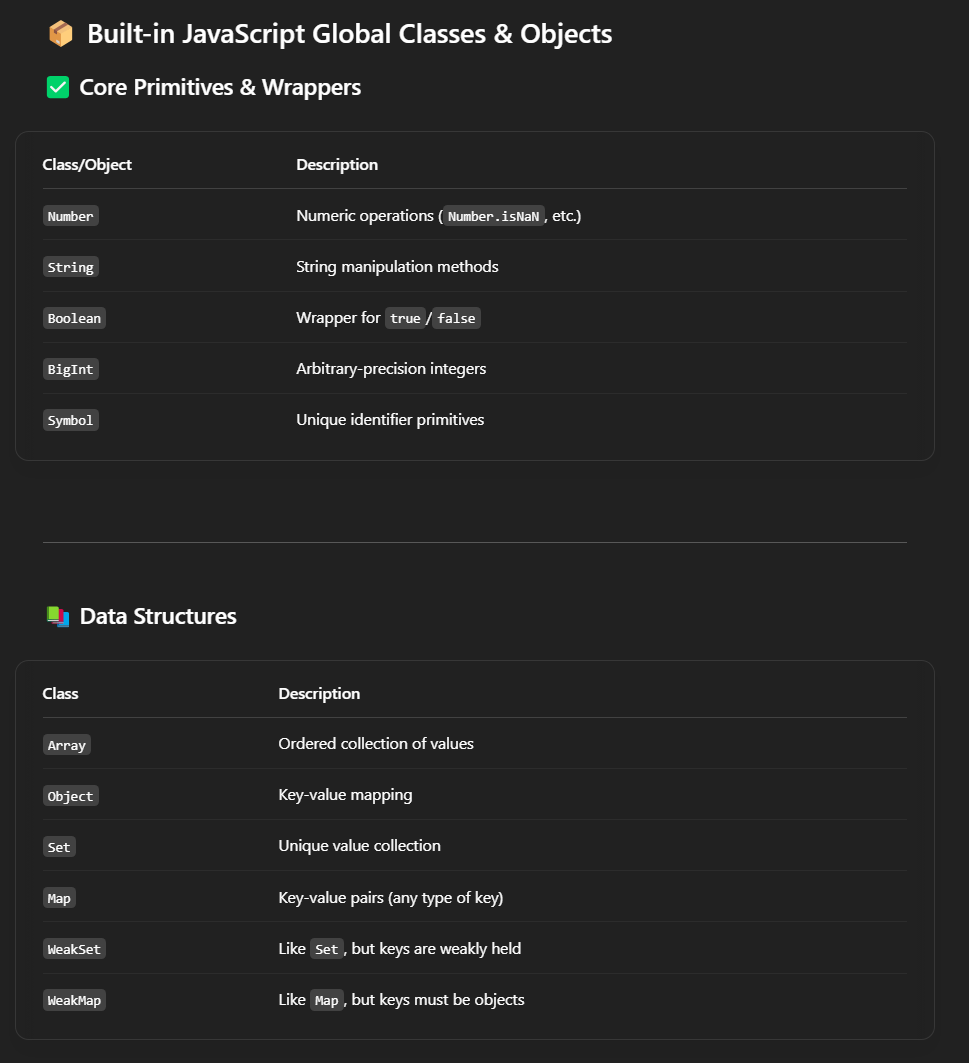 📦 Built-in JavaScript Global Classes & Objects
✅ Core Primitives & Wrappers
Class/Object Description
Number Numeric operations (Number.isNaN, etc.)
String String manipulation methods
Boolean Wrapper for true/false
BigInt Arbitrary-precision integers
Symbol Unique identifier primitives
📚 Data Structures
Class Description
Array Ordered collection of values
Object Key-value mapping
Set Unique value collection
Map Key-value pairs (any type of key)
WeakSet Like Set, but keys are weakly held
WeakMap Like Map, but keys must be objects